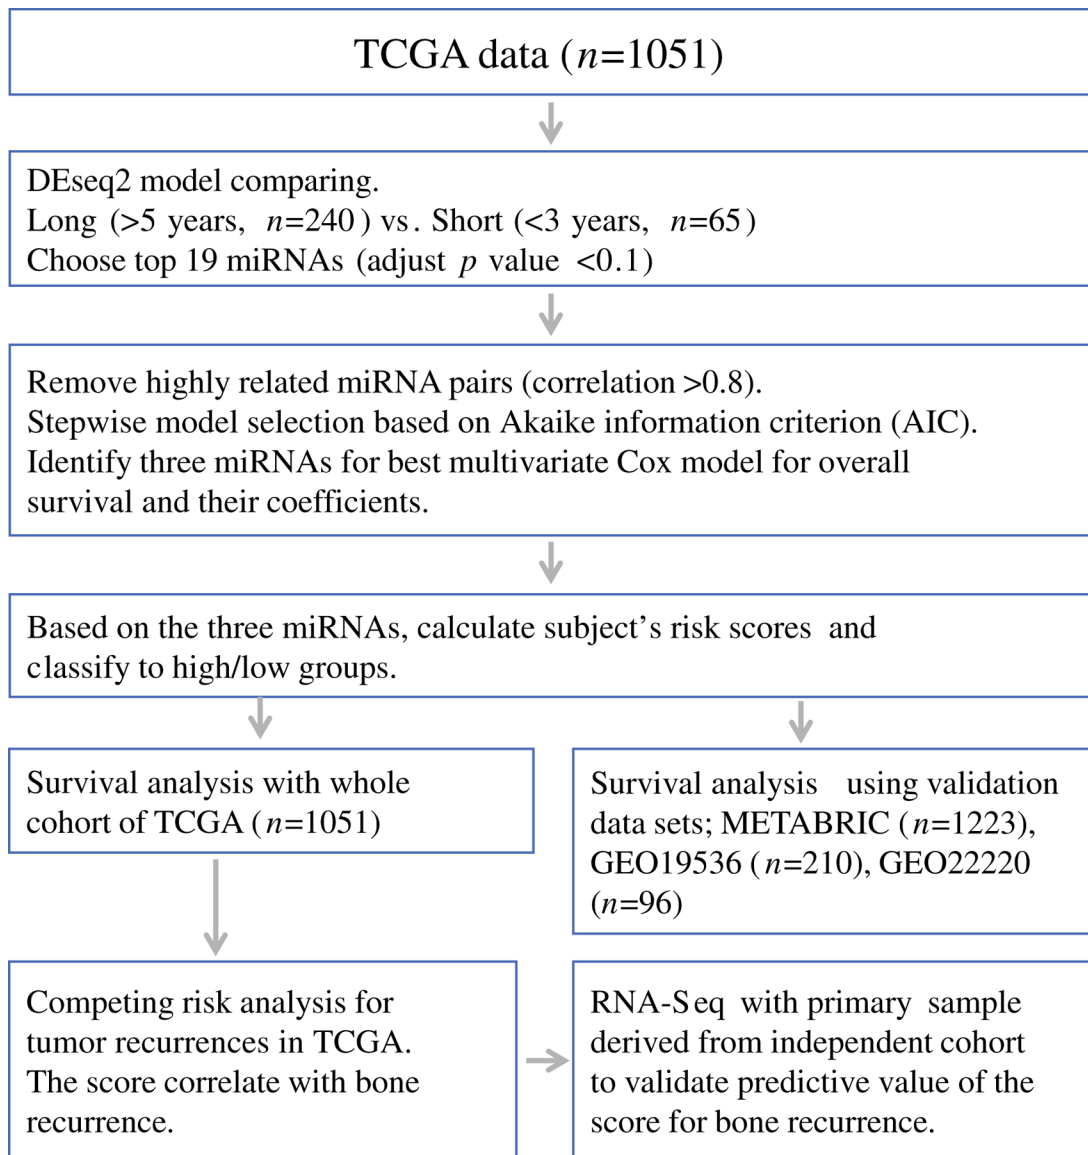 TCGA data (n=1051)
DEseq2 model comparing.
Long (>5 years, n=240) vs. Short (<3 years, n=65)
Choose top 19 miRNAs (adjust p value <0.1)
Remove highly related miRNA pairs (correlation >0.8).
Stepwise model selection based on Akaike information criterion (AIC).
Identify three miRNAs for best multivariate Cox model for overall
survival and their coefficients.
Based on the three miRNAs, calculate subject's risk scores and
classify to high/low groups.
Survival analysis with whole
cohort of TCGA (n=1051)
Survival analysis using validation
data sets; METABRIC (n=1223),
GEO19536 (n=210), GEO22220
(n=96)
Competing risk analysis for
tumor recurrences in TCGA.
The score correlate with bone
recurrence.
RNA-Seq with primary sample
derived from independent cohort
to validate predictive value of the
score for bone recurrence.